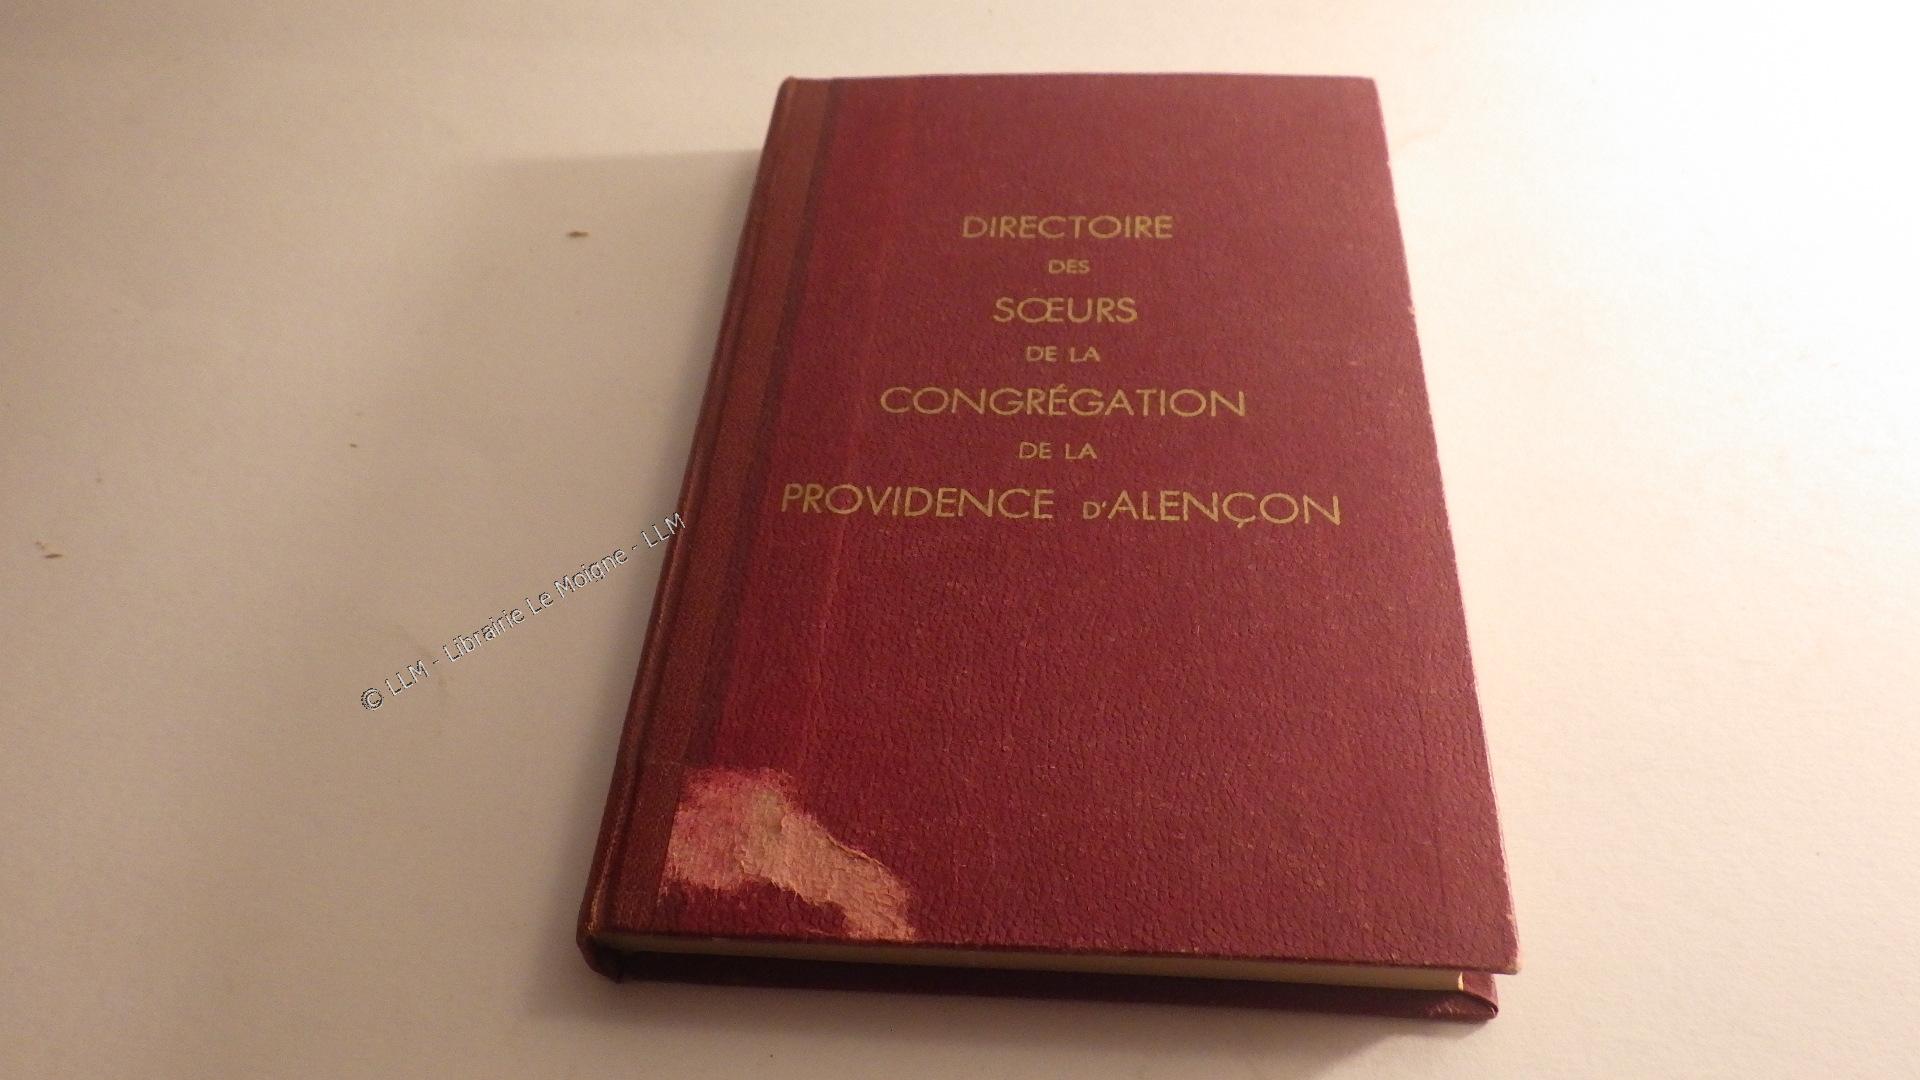 DIRECTOIRE
DES
SŒURS
DE LA
CONGRÉGATION
DE LA
PROVIDENCE D'ALENÇON
© LLM - Librairie Le Moigne - LLM